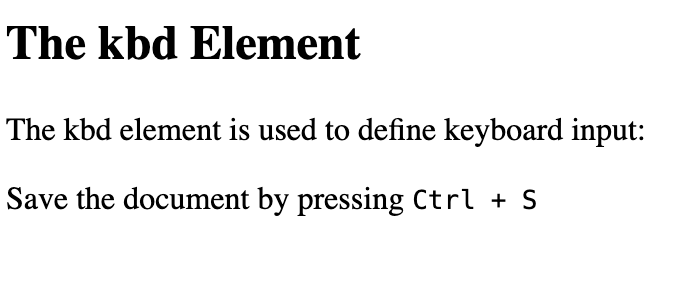 The kbd Element
The kbd element is used to define keyboard input:
Save the document by pressing Ctrl + S